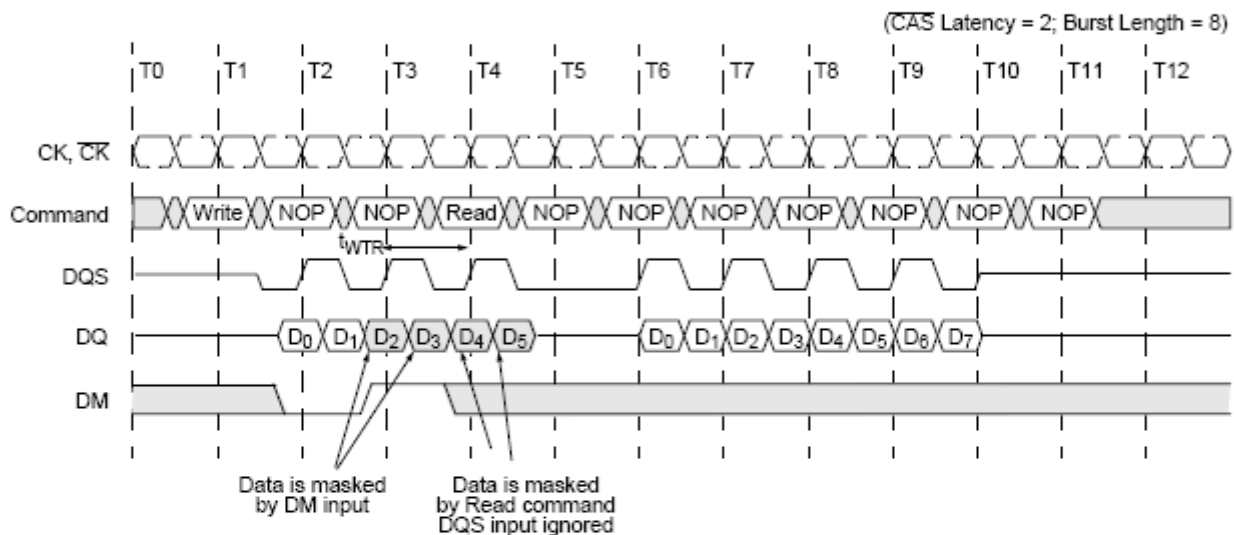 (CAS Latency = 2; Burst Length = 8)
T0 T1 T2 T3 T4 T5 T6 T7 T8 T9 T10 T11 T12
CK, CK
Command Write NOP NOP Read NOP NOP NOP NOP NOP NOP NOP
tWTR
DQS
DQ D0 D1 D2 D3 D4 D5 D0 D1 D2 D3 D4 D5 D6 D7
DM
Data is masked
by DM input
Data is masked
by Read command
DQS input ignored